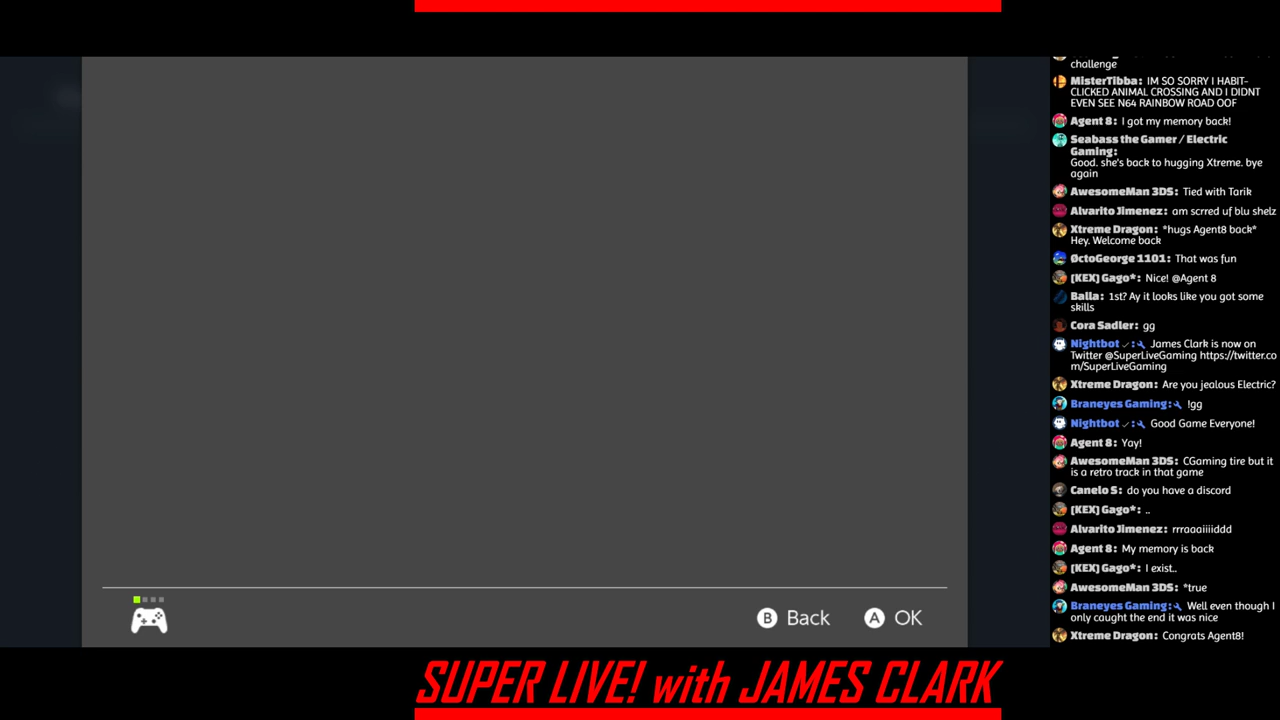 challenge
MisterTibba: IM SO SORRY I HABIT-
CLICKED ANIMAL CROSSING AND I DIDNT
EVEN SEE N64 RAINBOW ROAD OOF
Agent 8: I got my memory back!
Seabass the Gamer / Electric
Gaming:
Good. she's back to hugging Xtreme. bye
again
AwesomeMan 3DS: Tied with Tarik
Alvarito Jimenez: am scrred uf blu shelz
Xtreme Dragon: *hugs Agent8 back*
Hey. Welcome back
ØctoGeorge 1101: That was fun
[KEX] Gago*: Nice! @Agent 8
Balla: 1st? Ay it looks like you got some
skills
Cora Sadler: gg
Nightbot ✓: James Clark is now on
Twitter @SuperLiveGaming https://twitter.co
m/SuperLiveGaming
Xtreme Dragon: Are you jealous Electric?
Braneyes Gaming: !gg
Nightbot ✓: Good Game Everyone!
Agent 8: Yay!
AwesomeMan 3DS: CGaming tire but it
is a retro track in that game
Canelo S: do you have a discord
[KEX] Gago*: ..
Alvarito Jimenez: rrraaaiiiiddd
Agent 8: My memory is back
[KEX] Gago*: I exist..
AwesomeMan 3DS: *true
Braneyes Gaming: Well even though I
only caught the end it was nice
Xtreme Dragon: Congrats Agent8!
B Back A OK
SUPER LIVE! with JAMES CLARK